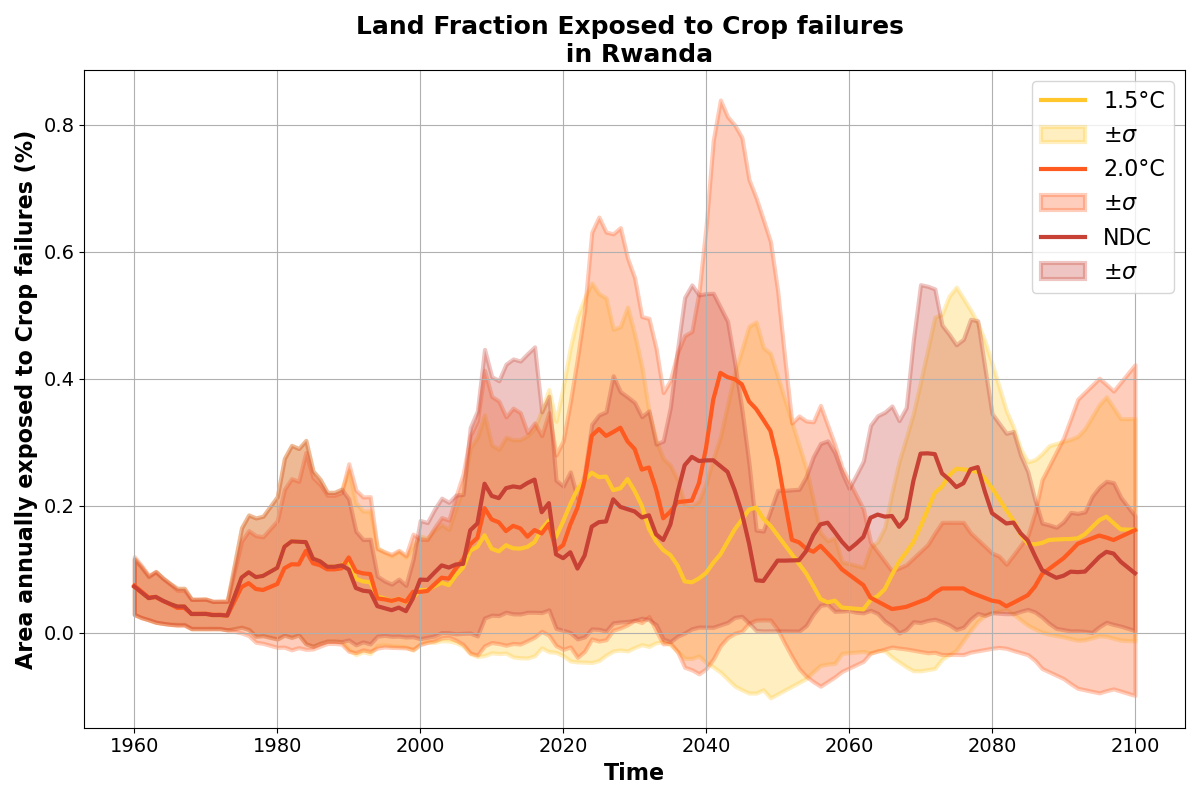 Land Fraction Exposed to Crop failures
in Rwanda
Area annually exposed to Crop failures (%)
0.8
0.6
0.4
0.2
0.0
1960 1980 2000 2020 2040 2060 2080 2100
Time
1.5°C
±σ
2.0°C
±σ
NDC
±σ